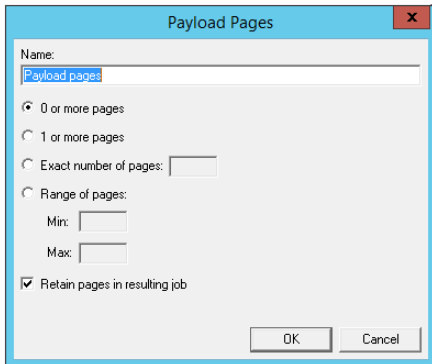 Payload Pages
x
Name:
Payload pages
0 or more pages
1 or more pages
Exact number of pages:
Range of pages:
Min:
Max:
Retain pages in resulting job
OK Cancel